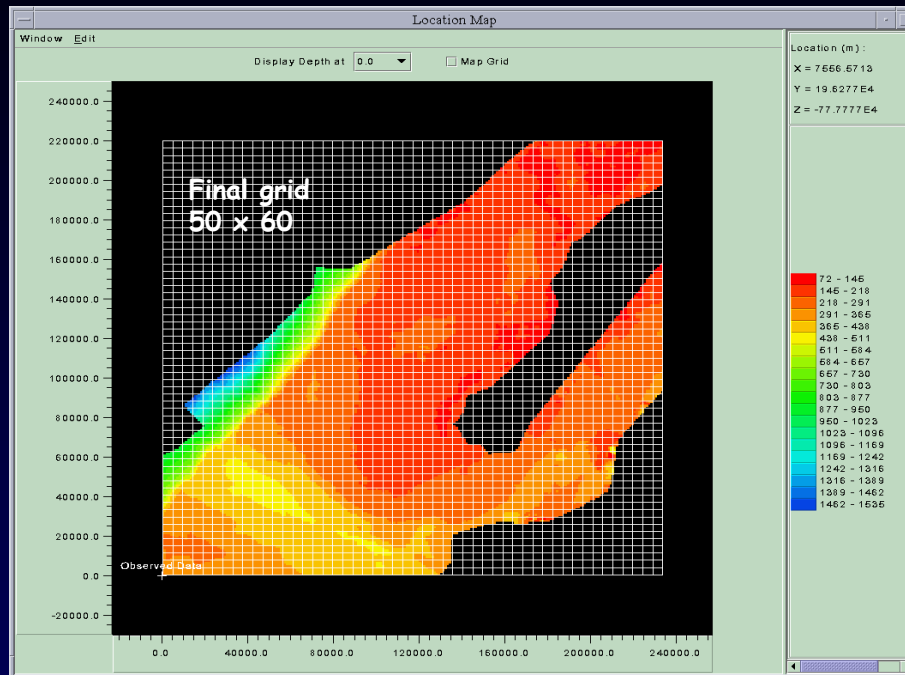 Location Map
Window Edit
Display Depth at 0.0 Map Grid
Location (m) :
X = 7556.5713
Y = 19.6277E4
Z = -77.7777E4
240000.0
220000.0
200000.0
180000.0
160000.0
140000.0
120000.0
100000.0
80000.0
60000.0
40000.0
20000.0
0.0
-20000.0
Final grid
50 x 60
Observed Data
0.0 40000.0 80000.0 120000.0 160000.0 200000.0 240000.0
72 - 145
145 - 218
218 - 291
291 - 365
365 - 438
438 - 511
511 - 584
584 - 657
657 - 730
730 - 803
803 - 877
877 - 950
950 - 1023
1023 - 1096
1096 - 1169
1169 - 1242
1242 - 1316
1316 - 1389
1389 - 1462
1462 - 1535